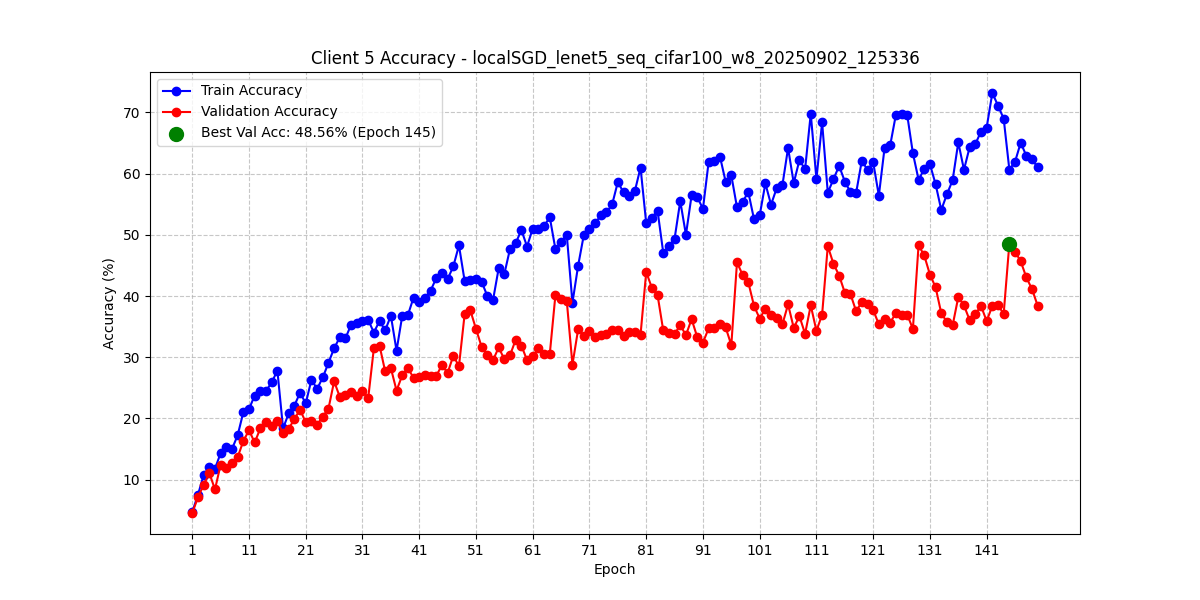 Client 5 Accuracy - localSGD_lenet5_seq_cifar100_w8_20250902_125336
Train Accuracy
Validation Accuracy
Best Val Acc: 48.56% (Epoch 145)
Accuracy (%)
70
60
50
40
30
20
10
1 11 21 31 41 51 61 71 81 91 101 111 121 131 141
Epoch